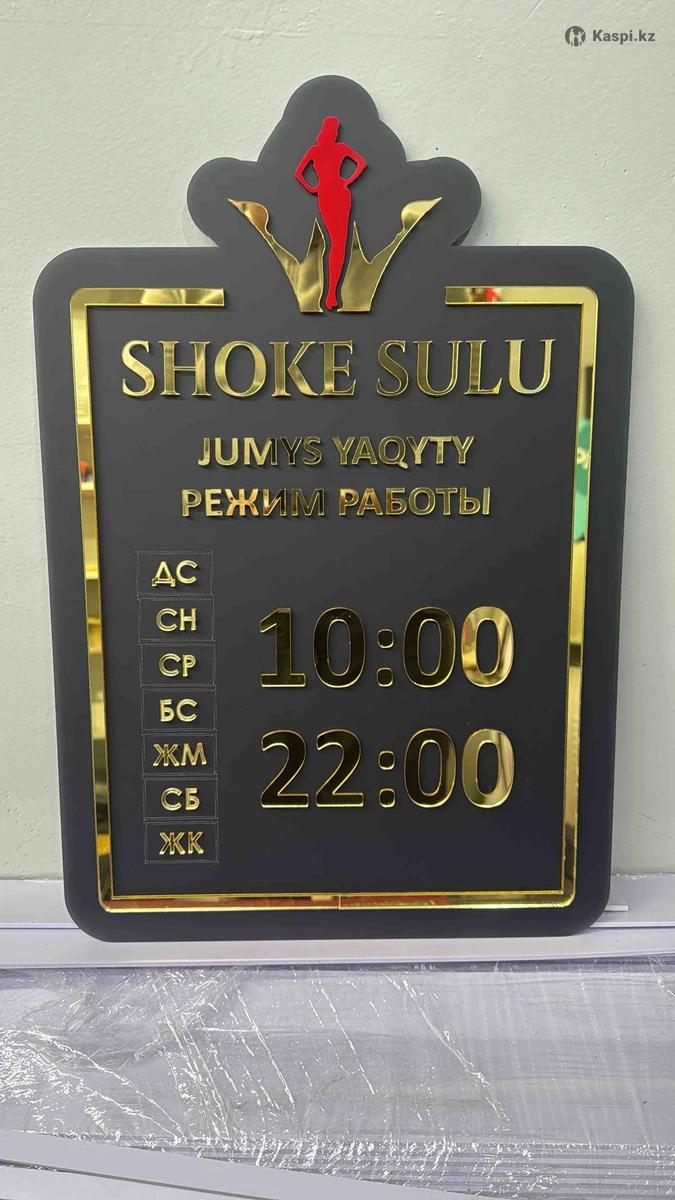 Kaspi.kz
SHOKE SULU
JUMYS YAQYTY
РЕЖИМ РАБОТЫ
ДС
СН
СР
БС
ЖМ
СБ
ЖК
10:00
22:00